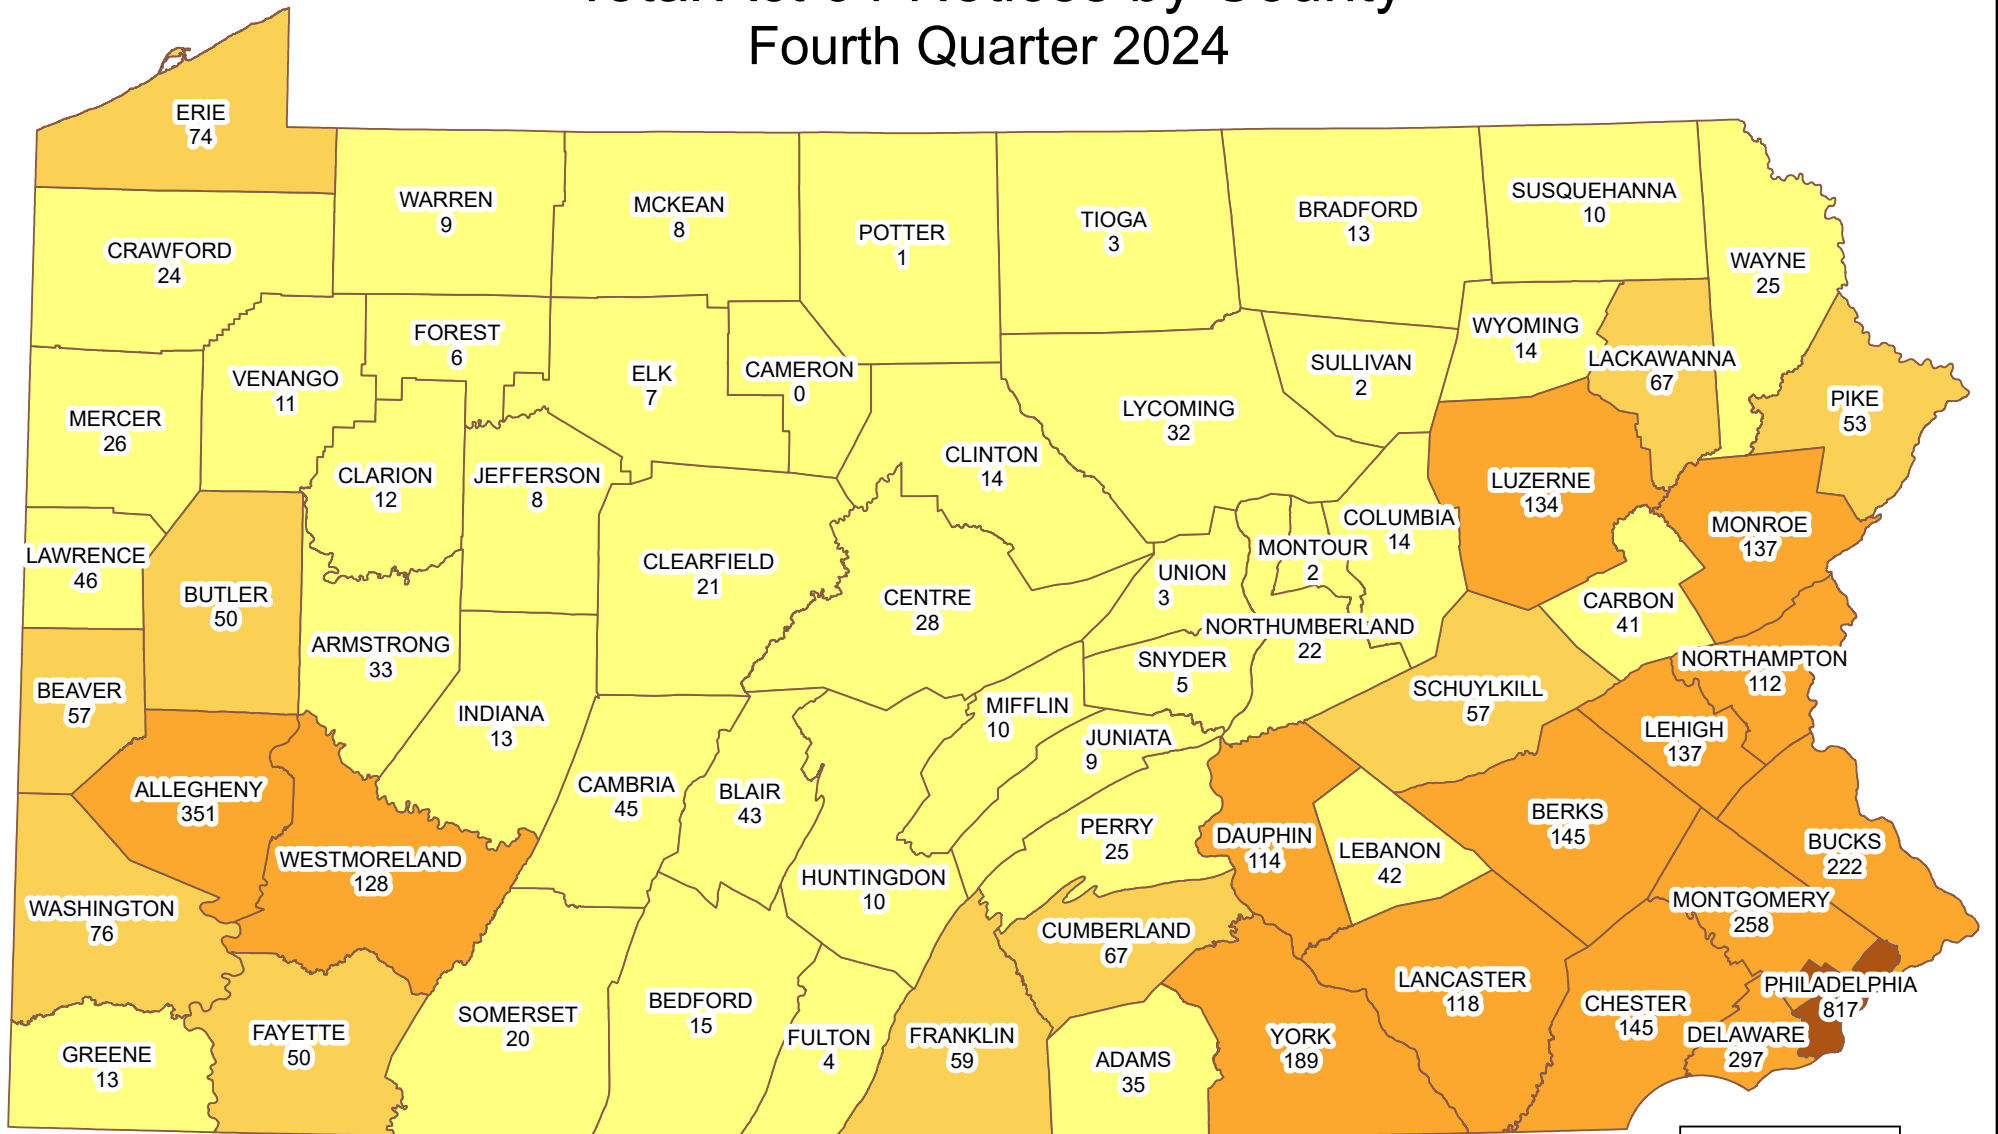 Fourth Quarter 2024
ERIE
74
WARREN
9
MCKEAN
8
POTTER
1
TIOGA
3
BRADFORD
13
SUSQUEHANNA
10
WAYNE
25
CRAWFORD
24
FOREST
6
VENANGO
11
ELK
7
CAMERON
0
SULLIVAN
2
WYOMING
14
LACKAWANNA
67
PIKE
53
MERCER
26
LYCOMING
32
CLARION
12
JEFFERSON
8
CLINTON
14
LUZERNE
134
COLUMBIA
14
MONROE
137
LAWRENCE
46
CLEARFIELD
21
MONTOUR
2
UNION
3
BUTLER
50
CENTRE
28
CARBON
41
ARMSTRONG
33
NORTHUMBERLAND
22
SNYDER
5
NORTHAMPTON
112
BEAVER
57
SCHUYLKILL
57
INDIANA
13
MIFFLIN
10
JUNIATA
9
LEHIGH
137
ALLEGHENY
351
CAMBRIA
45
BLAIR
43
PERRY
25
DAUPHIN
114
BERKS
145
BUCKS
222
WESTMORELAND
128
LEBANON
42
HUNTINGDON
10
MONTGOMERY
258
WASHINGTON
76
CUMBERLAND
67
LANCASTER
118
PHILADELPHIA
817
SOMERSET
20
BEDFORD
15
CHESTER
145
FAYETTE
50
FULTON
4
FRANKLIN
59
YORK
189
DELAWARE
297
GREENE
13
ADAMS
35